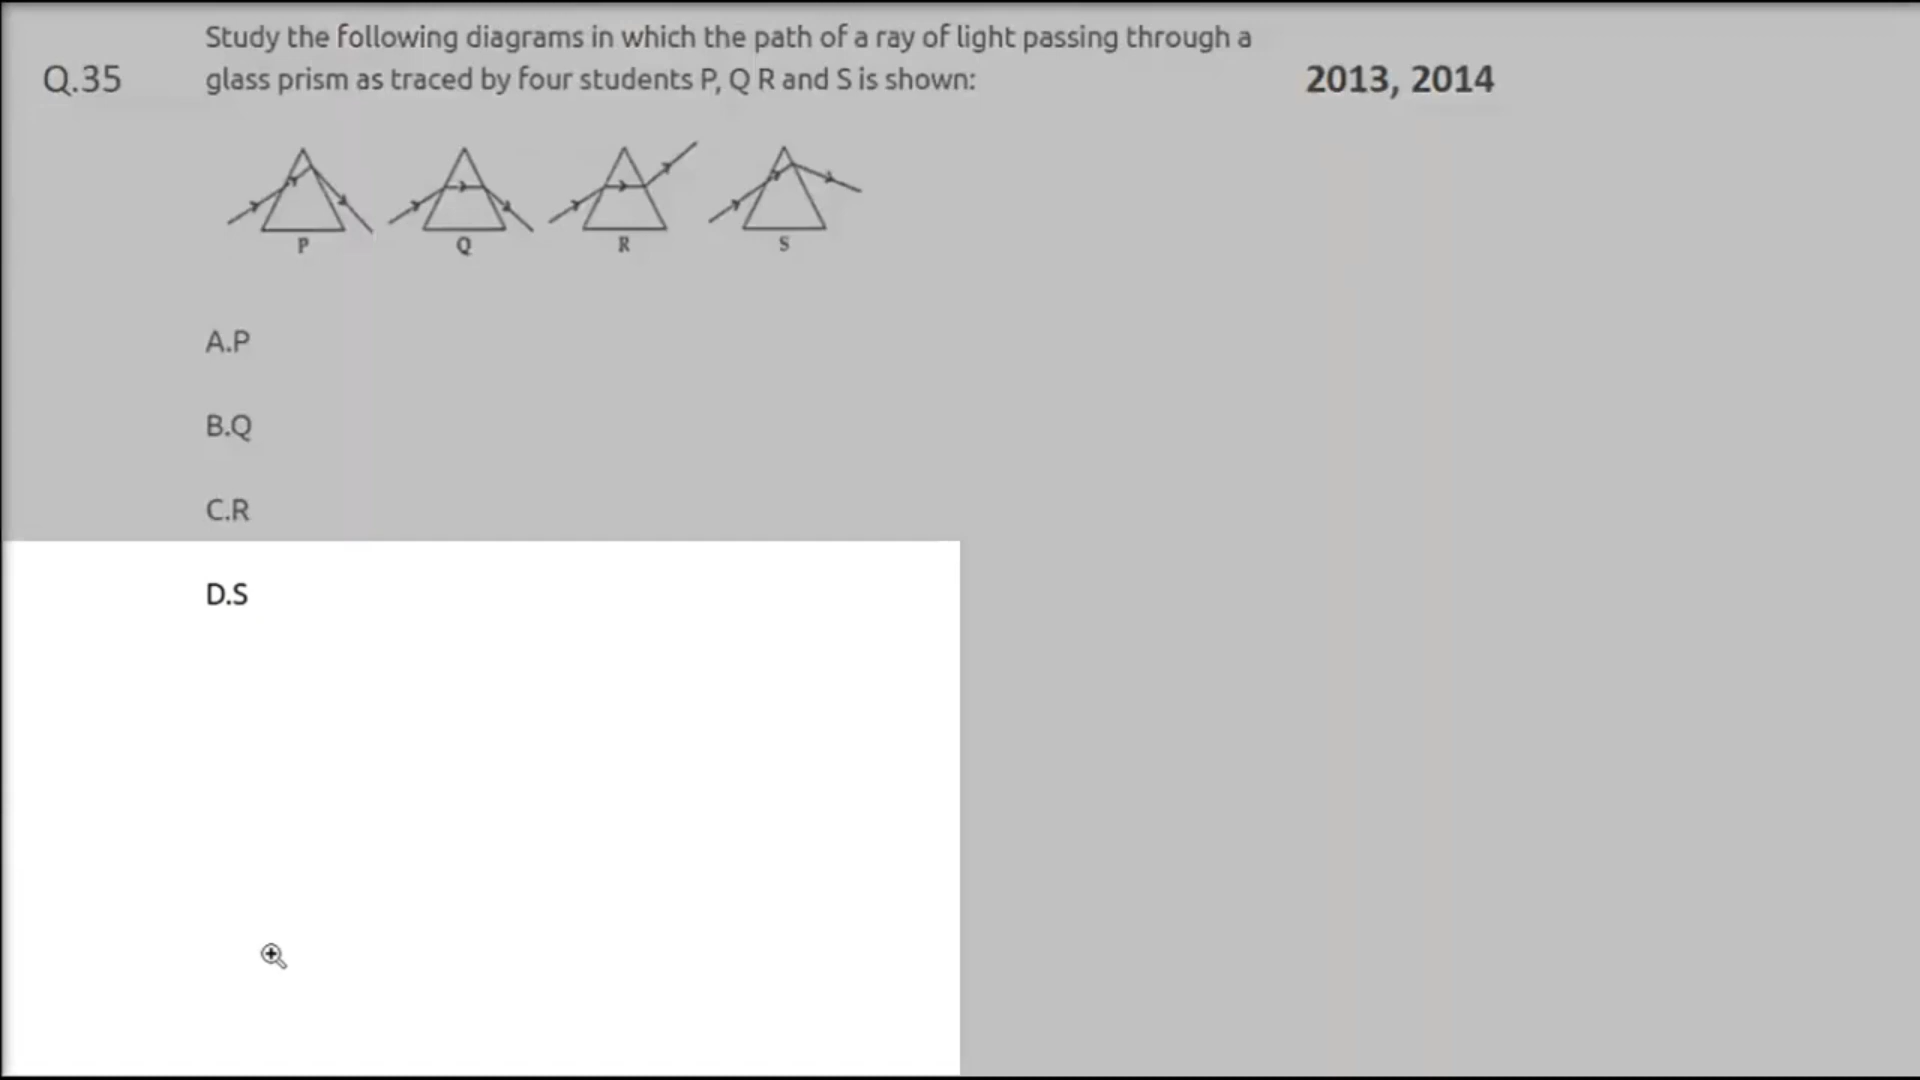 Study the following diagrams in which the path of a ray of light passing through a
Q.35
glass prism as traced by four students P, Q R and S is shown:
2013, 2014
P
Q
R
S
A.P
B.Q
C.R
D.S